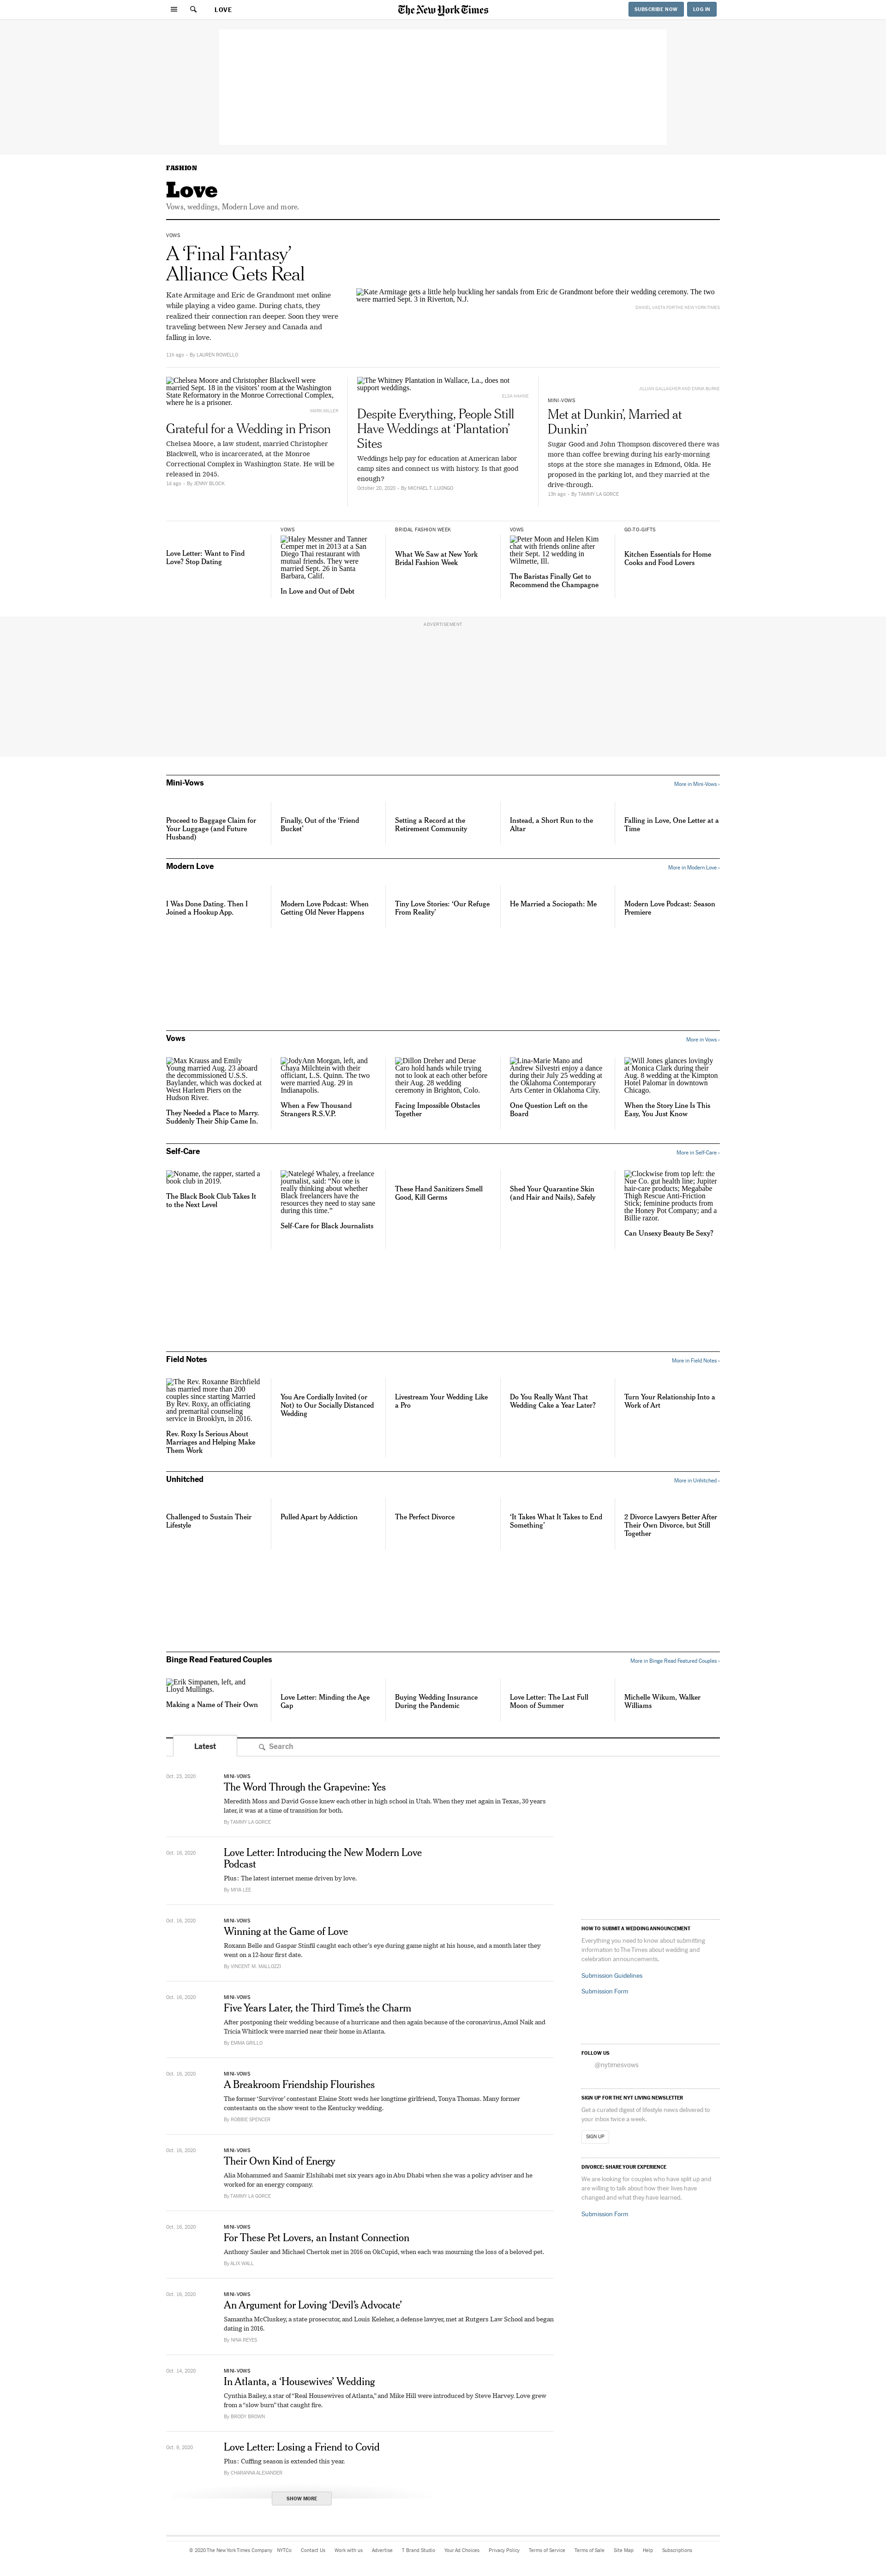 LOVE
The New York Times
SUBSCRIBE NOW
LOG IN
FASHION
Love
Vows, weddings, Modern Love and more.
VOWS
A ‘Final Fantasy’
Alliance Gets Real
Kate Armitage and Eric de Grandmont met online
while playing a video game. During chats, they
realized their connection ran deeper. Soon they were
traveling between New Jersey and Canada and
falling in love.
11h ago - By LAUREN ROWELLO
Kate Armitage gets a little help buckling her sandals from Eric de Grandmont before their wedding ceremony. The two
were married Sept. 3 in Riverton, N.J.
Chelsea Moore and Christopher Blackwell were
married Sept. 18 in the visitors’ room at the Washington
State Reformatory in the Monroe Correctional Complex,
where he is a prisoner.
MARY MILLER
Grateful for a Wedding in Prison
Chelsea Moore, a law student, married Christopher
Blackwell, who is incarcerated, at the Monroe
Correctional Complex in Washington State. He will be
released in 2045.
1d ago - By JENNY BLOCK
The Whitney Plantation in Wallace, La., does not
support weddings.
Despite Everything, People Still
Have Weddings at ‘Plantation’
Sites
Weddings help pay for education at American labor
camp sites and connect us with history. Is that good
enough?
October 20, 2020 - By MICHAEL T. LUONGO
JILLIAN GALLAGHER AND EMMA BURKE
MINI-VOWS
Met at Dunkin’, Married at
Dunkin’
Sugar Good and John Thompson discovered there was
more than coffee brewing during his early-morning
stops at the store she manages in Edmond, Okla. He
proposed in the parking lot, and they married at the
drive-through.
13h ago - By TAMMY LA GORCE
Love Letter: Want to Find
Love? Stop Dating
VOWS
Haley Messner and Tanner
Cemper met in 2013 at a San
Diego Thai restaurant with
mutual friends. They were
married Sept. 26 in Santa
Barbara, Calif.
In Love and Out of Debt
BRIDAL FASHION WEEK
What We Saw at New York
Bridal Fashion Week
VOWS
Peter Moon and Helen Kim
chat with friends online after
their Sept. 12 wedding in
Wilmette, Ill.
The Baristas Finally Get to
Recommend the Champagne
GO-TO-GIFTS
Kitchen Essentials for Home
Cooks and Food Lovers
ADVERTISEMENT
Mini-Vows
More in Mini-Vows ›
Proceed to Baggage Claim for
Your Luggage (and Future
Husband)
Finally, Out of the ‘Friend
Bucket’
Setting a Record at the
Retirement Community
Instead, a Short Run to the
Altar
Falling in Love, One Letter at a
Time
Modern Love
More in Modern Love ›
I Was Done Dating. Then I
Joined a Hookup App.
Modern Love Podcast: When
Getting Old Never Happens
Tiny Love Stories: ‘Our Refuge
From Reality’
He Married a Sociopath: Me
Modern Love Podcast: Season
Premiere
Vows
More in Vows ›
Max Krauss and Emily
Young married Aug. 23 aboard
the decommissioned U.S.S.
Baylander, which was docked at
West Harlem Piers on the
Hudson River.
They Needed a Place to Marry.
Suddenly Their Ship Came In.
JodyAnn Morgan, left, and
Chaya Milchtein with their
officiant, L.S. Quinn. The two
were married Aug. 29 in
Indianapolis.
When a Few Thousand
Strangers R.S.V.P.
Dillon Dreher and Derae
Caro hold hands while trying
not to look at each other before
their Aug. 28 wedding
ceremony in Brighton, Colo.
Facing Impossible Obstacles
Together
Lina-Marie Mano and
Andrew Silvestri enjoy a dance
during their July 25 wedding at
the Oklahoma Contemporary
Arts Center in Oklahoma City.
One Question Left on the
Board
Will Jones glances lovingly
at Monica Clark during their
Aug. 8 wedding at the Kimpton
Hotel Palomar in downtown
Chicago.
When the Story Line Is This
Easy, You Just Know
Self-Care
More in Self-Care ›
Noname, the rapper, started a
book club in 2019.
The Black Book Club Takes It
to the Next Level
Natelegé Whaley, a freelance
journalist, said: “No one is
really thinking about whether
Black freelancers have the
resources they need to stay sane
during this time.”
Self-Care for Black Journalists
These Hand Sanitizers Smell
Good, Kill Germs
Shed Your Quarantine Skin
(and Hair and Nails), Safely
Clockwise from top left: the
Nue Co. gut health line; Jupiter
hair-care products; Megababe
Thigh Rescue Anti-Friction
Stick; feminine products from
the Honey Pot Company; and a
Billie razor.
Can Unsexy Beauty Be Sexy?
Field Notes
More in Field Notes ›
The Rev. Roxanne Birchfield
has married more than 200
couples since starting Married
By Rev. Roxy, an officiating
and premarital counseling
service in Brooklyn, in 2016.
Rev. Roxy Is Serious About
Marriages and Helping Make
Them Work
You Are Cordially Invited (or
Not) to Our Socially Distanced
Wedding
Livestream Your Wedding Like
a Pro
Do You Really Want That
Wedding Cake a Year Later?
Turn Your Relationship Into a
Work of Art
Unhitched
More in Unhitched ›
Challenged to Sustain Their
Lifestyle
Pulled Apart by Addiction
The Perfect Divorce
‘It Takes What It Takes to End
Something’
2 Divorce Lawyers Better After
Their Own Divorce, but Still
Together
Binge Read Featured Couples
More in Binge Read Featured Couples ›
Erik Simpanen, left, and
Lloyd Mullings.
Making a Name of Their Own
Love Letter: Minding the Age
Gap
Buying Wedding Insurance
During the Pandemic
Love Letter: The Last Full
Moon of Summer
Michelle Wikum, Walker
Williams
Latest
Search
Oct. 23, 2020
MINI-VOWS
The Word Through the Grapevine: Yes
Meredith Moss and David Gosse knew each other in high school in Utah. When they met again in Texas, 30 years
later, it was at a time of transition for both.
By TAMMY LA GORCE
Oct. 16, 2020
Love Letter: Introducing the New Modern Love
Podcast
Plus: The latest internet meme driven by love.
By MIYA LEE
Oct. 16, 2020
MINI-VOWS
Winning at the Game of Love
Roxann Belle and Gaspar Stinfil caught each other’s eye during game night at his house, and a month later they
went on a 12-hour first date.
By VINCENT M. MALLOZZI
Oct. 16, 2020
MINI-VOWS
Five Years Later, the Third Time’s the Charm
After postponing their wedding because of a hurricane and then again because of the coronavirus, Amol Naik and
Tricia Whitlock were married near their home in Atlanta.
By EMMA GRILLO
Oct. 16, 2020
MINI-VOWS
A Breakroom Friendship Flourishes
The former ‘Survivor’ contestant Elaine Stott weds her longtime girlfriend, Tonya Thomas. Many former
contestants on the show went to the Kentucky wedding.
By ROBBIE SPENCER
Oct. 16, 2020
MINI-VOWS
Their Own Kind of Energy
Alia Mohammed and Saamir Elshihabi met six years ago in Abu Dhabi when she was a policy adviser and he
worked for an energy company.
By TAMMY LA GORCE
Oct. 16, 2020
MINI-VOWS
For These Pet Lovers, an Instant Connection
Anthony Sauler and Michael Chertok met in 2016 on OkCupid, when each was mourning the loss of a beloved pet.
By ALIX WALL
Oct. 16, 2020
MINI-VOWS
An Argument for Loving ‘Devil’s Advocate’
Samantha McCluskey, a state prosecutor, and Louis Keleher, a defense lawyer, met at Rutgers Law School and began
dating in 2016.
By NINA REYES
Oct. 14, 2020
MINI-VOWS
In Atlanta, a ‘Housewives’ Wedding
Cynthia Bailey, a star of “Real Housewives of Atlanta,” and Mike Hill were introduced by Steve Harvey. Love grew
from a “slow burn” that caught fire.
By BRODY BROWN
Oct. 9, 2020
Love Letter: Losing a Friend to Covid
Plus: Cuffing season is extended this year.
By CHARANNA ALEXANDER
SHOW MORE
HOW TO SUBMIT A WEDDING ANNOUNCEMENT
Everything you need to know about submitting
information to The Times about wedding and
celebration announcements.
Submission Guidelines
Submission Form
FOLLOW US
@nytimesvows
SIGN UP FOR THE NYT LIVING NEWSLETTER
Get a curated digest of lifestyle news delivered to
your inbox twice a week.
SIGN UP
DIVORCE: SHARE YOUR EXPERIENCE
We are looking for couples who have split up and
are willing to talk about how their lives have
changed and what they have learned.
Submission Form
© 2020 The New York Times Company
NYTCo
Contact Us
Work with us
Advertise
T Brand Studio
Your Ad Choices
Privacy Policy
Terms of Service
Terms of Sale
Site Map
Help
Subscriptions